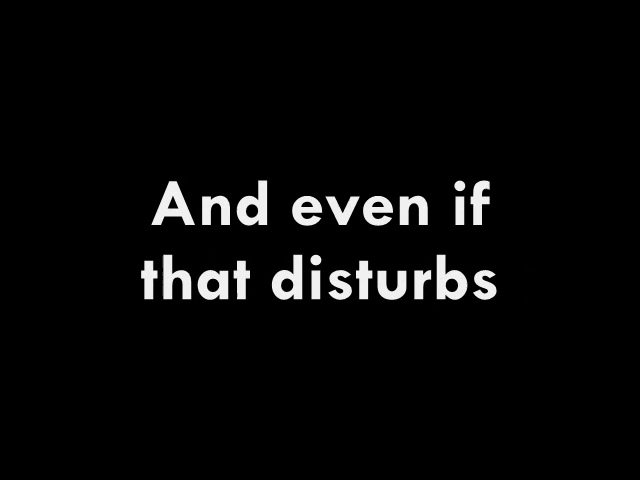 And even if
that disturbs